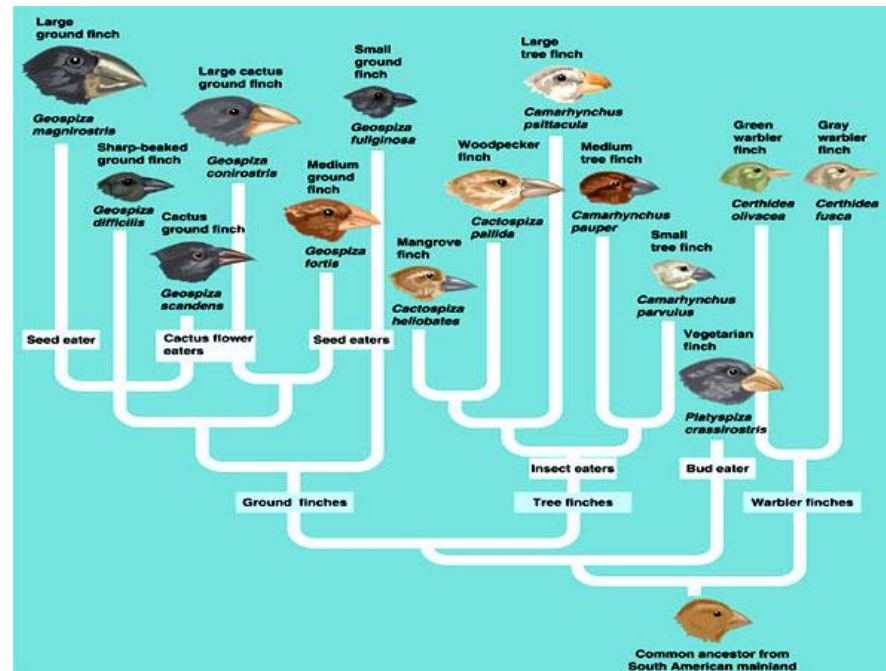 Large
ground finch
Geospiza
magnirostris
Large cactus
ground finch
Geospiza
conirostris
Small
ground
finch
Geospiza
fuliginosa
Large
tree finch
Camarhynchus
psittacula
Sharp-beaked
ground finch
Geospiza
difficilis
Cactus
ground finch
Geospiza
scandens
Medium
ground
finch
Geospiza
fortis
Woodpecker
finch
Cactospiza
pallida
Medium
tree finch
Camarhynchus
pauper
Green
warbler
finch
Certhidea
olivacea
Gray
warbler
finch
Certhidea
fusca
Mangrove
finch
Cactospiza
heliobates
Small
tree finch
Camarhynchus
parvulus
Vegetarian
finch
Platyspiza
crassirostris
Seed eater
Cactus flower
eaters
Seed eaters
Insect eaters
Bud eater
Ground finches
Tree finches
Warbler finches
Common ancestor from
South American mainland